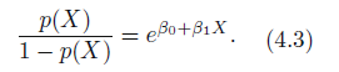 p(X) / 1 − p(X) = e^{β₀+β₁X}. (4.3)